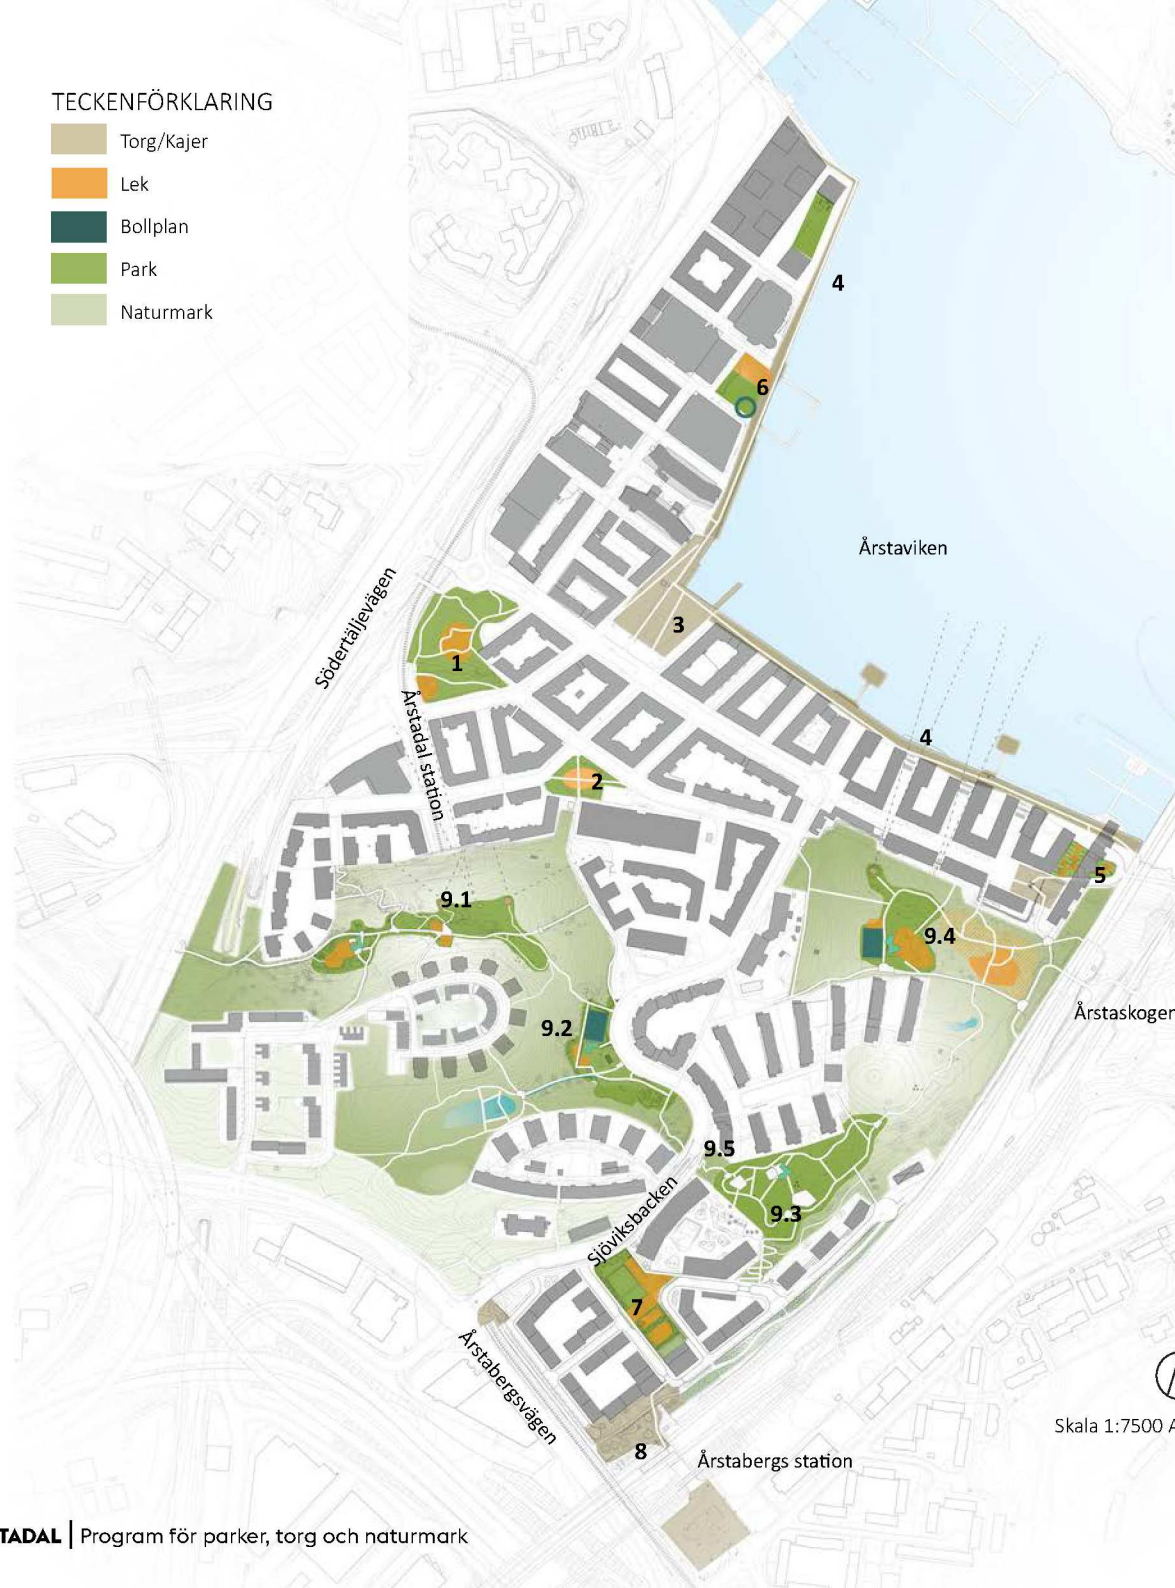 TECKENFÖRKLARING
Torg/Kajer
Lek
Bollplan
Park
Naturmark
4
6
Årstaviken
Södertäljevägen
3
1
Årstadal station
4
2
5
9.1
9.4
Årstaskogen
9.2
9.5
9.3
Sjöviksbacken
7
Årstabergsvägen
Skala 1:7500 A
8
Årstabergs station
TADAL | Program för parker, torg och naturmark